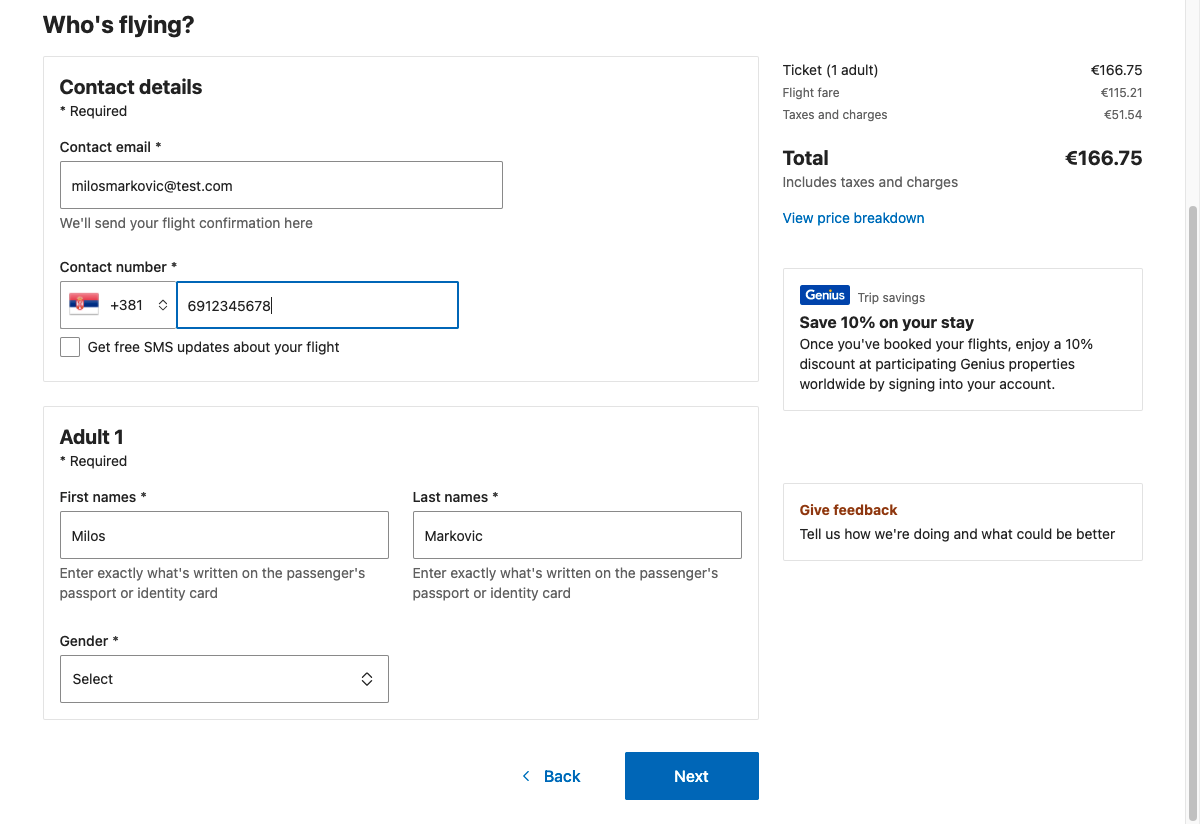 Who's flying?
Contact details
* Required
Contact email *
milosmarkovic@test.com
We'll send your flight confirmation here
Contact number *
+381
6912345678
Get free SMS updates about your flight
Adult 1
* Required
First names *
Last names *
Milos
Markovic
Enter exactly what's written on the passenger's
passport or identity card
Enter exactly what's written on the passenger's
passport or identity card
Gender *
Select
Back
Next
Ticket (1 adult) €166.75
Flight fare €115.21
Taxes and charges €51.54
Total €166.75
Includes taxes and charges
View price breakdown
Genius Trip savings
Save 10% on your stay
Once you've booked your flights, enjoy a 10%
discount at participating Genius properties
worldwide by signing into your account.
Give feedback
Tell us how we're doing and what could be better